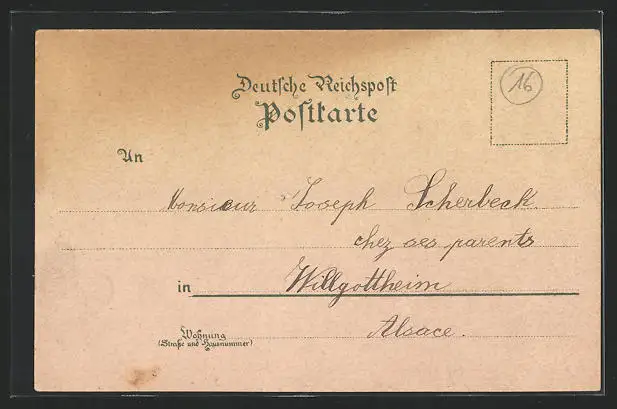 Deutsche Reichspost
Postkarte
16
An
Monsieur Joseph Scherbeck
chez ses parents
in Willgottheim
Wohnung
(Straße und Hausnummer)
Alsace.